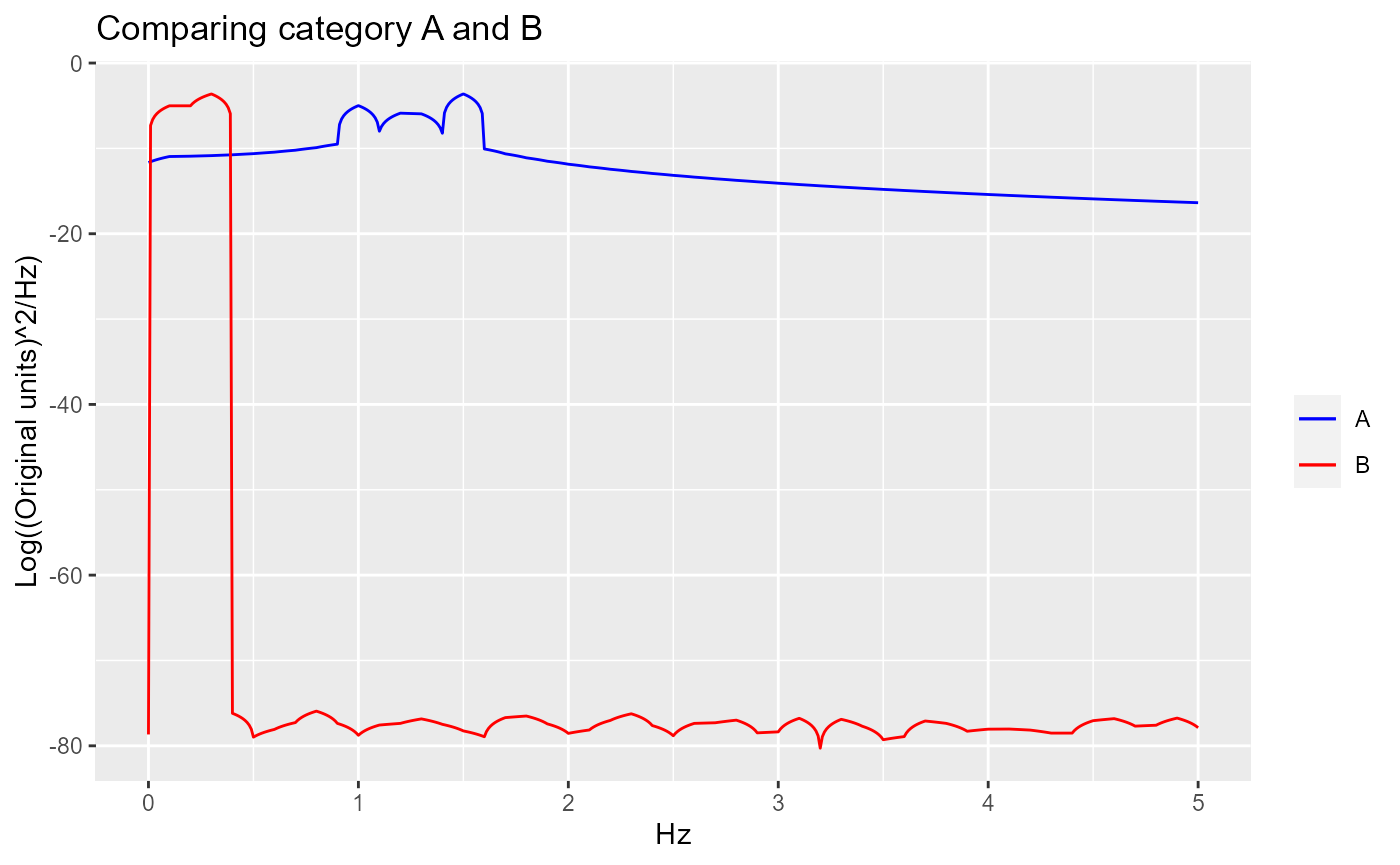 Comparing category A and B
Log((Original units)^2/Hz)
0
-20
-40
-60
-80
0 1 2 3 4 5
Hz
A
B